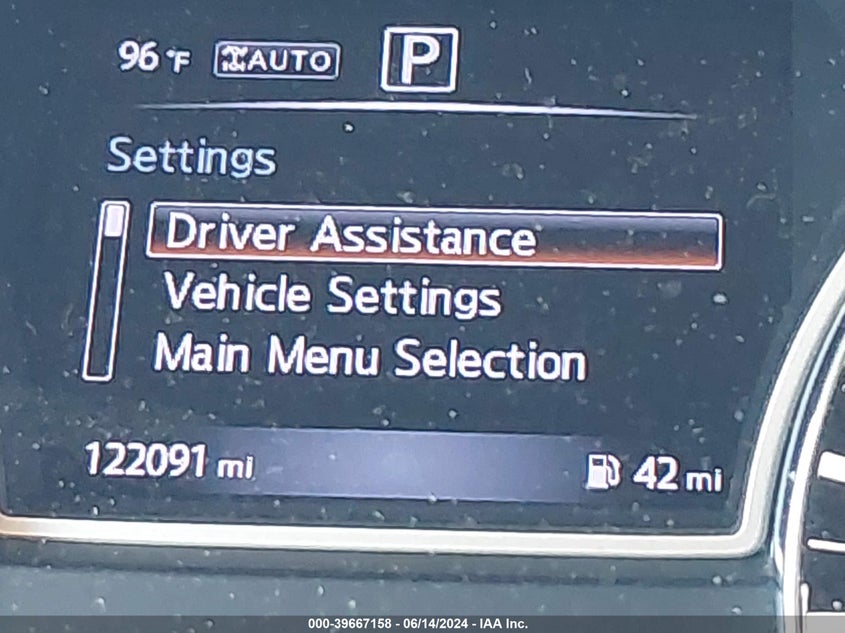 96°F AUTO P
Settings
Driver Assistance
Vehicle Settings
Main Menu Selection
122091 mi 42 mi
000-39667158 - 06/14/2024 - IAA Inc.